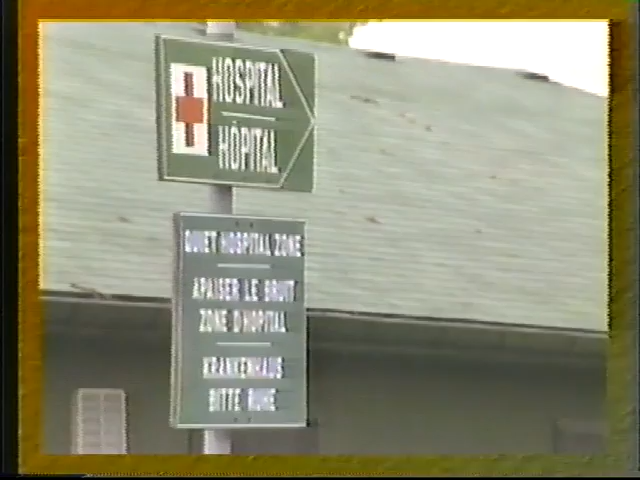 HOSPITAL
HÔPITAL
QUIET HOSPITAL ZONE
APAISER LE BRUIT
ZONE D'HOPITAL
KRANKENHAUS
BITTE RUHE